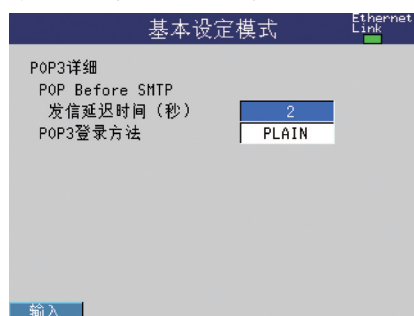 基本设定模式
Ethernet
Link
POP3详细
POP Before SMTP
发信延迟时间（秒） 2
POP3登录方法 PLAIN
输入